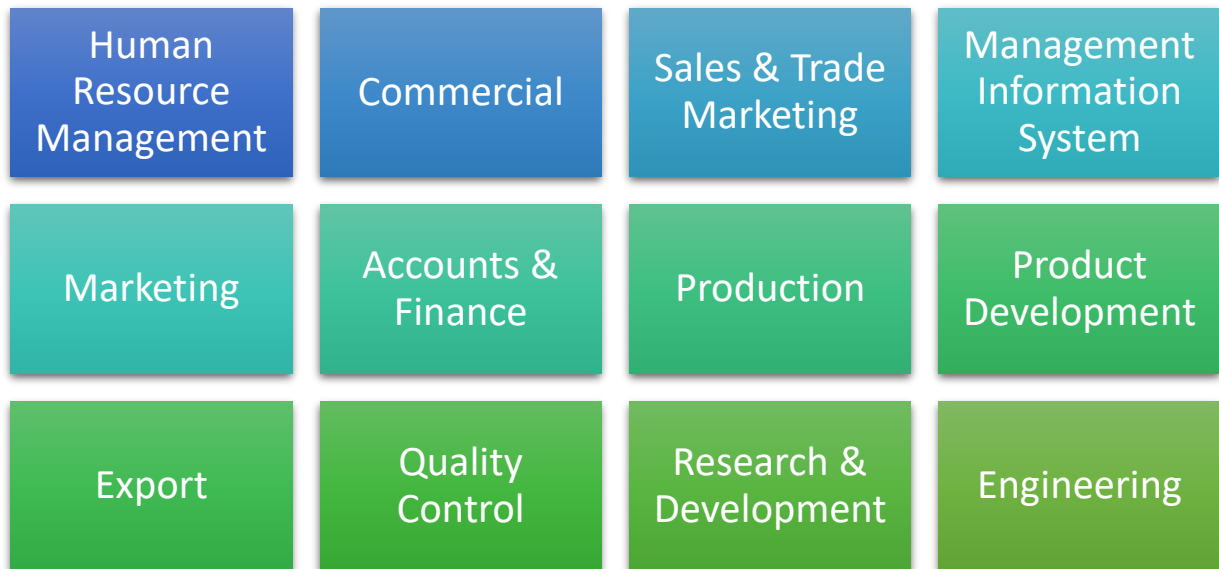 Human
Resource
Management
Commercial
Sales & Trade
Marketing
Management
Information
System
Marketing
Accounts &
Finance
Production
Product
Development
Export
Quality
Control
Research &
Development
Engineering